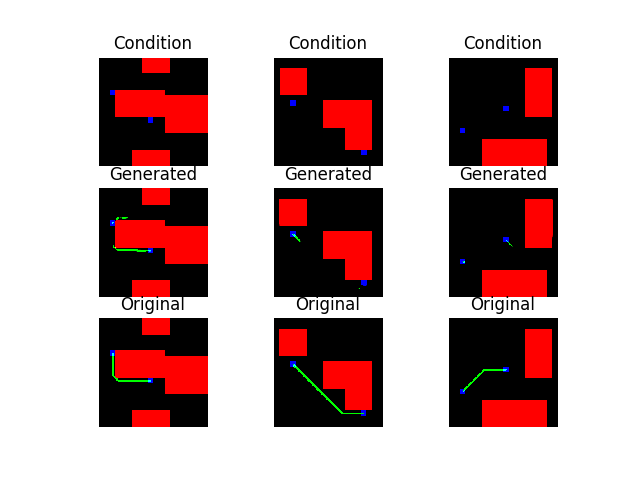 Condition Condition Condition
Generated Generated Generated
Original Original Original